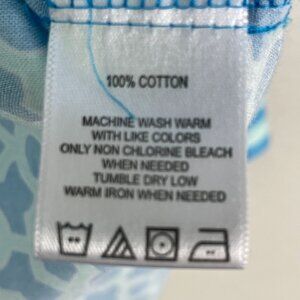 100% COTTON
MACHINE WASH WARM
WITH LIKE COLORS
ONLY NON CHLORINE BLEACH
WHEN NEEDED
TUMBLE DRY LOW
WARM IRON WHEN NEEDED